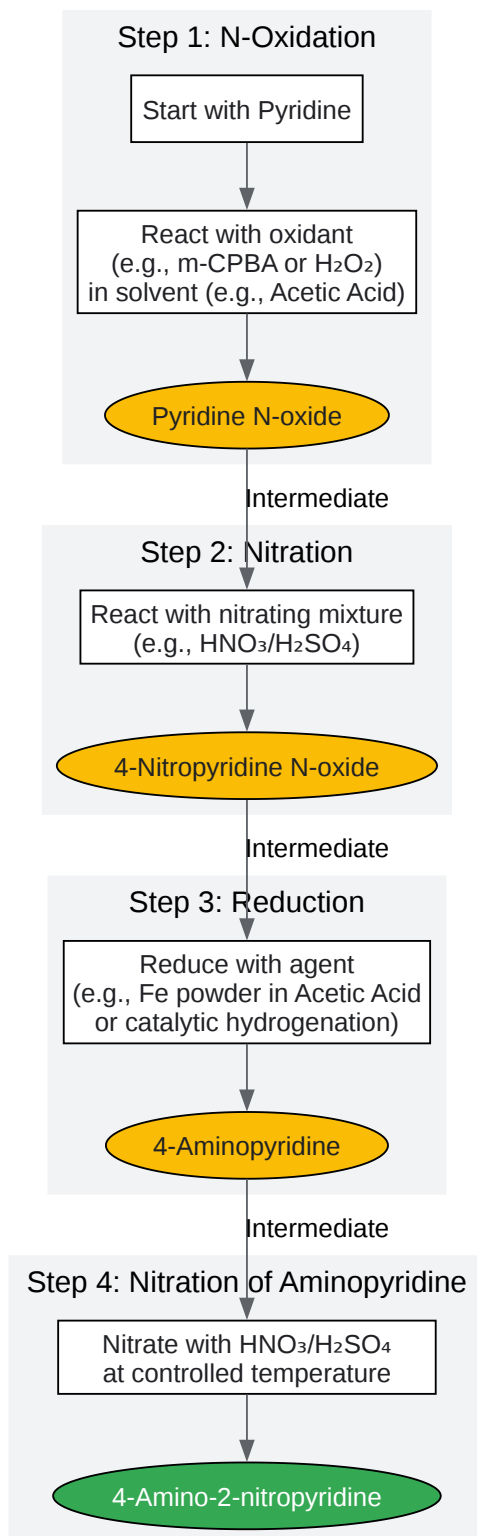 Step 1: N-Oxidation
Start with Pyridine
React with oxidant
(e.g., m-CPBA or H₂O₂)
in solvent (e.g., Acetic Acid)
Pyridine N-oxide
Intermediate
Step 2: Nitration
React with nitrating mixture
(e.g., HNO₃/H₂SO₄)
4-Nitropyridine N-oxide
Intermediate
Step 3: Reduction
Reduce with agent
(e.g., Fe powder in Acetic Acid
or catalytic hydrogenation)
4-Aminopyridine
Intermediate
Step 4: Nitration of Aminopyridine
Nitrate with HNO₃/H₂SO₄
at controlled temperature
4-Amino-2-nitropyridine